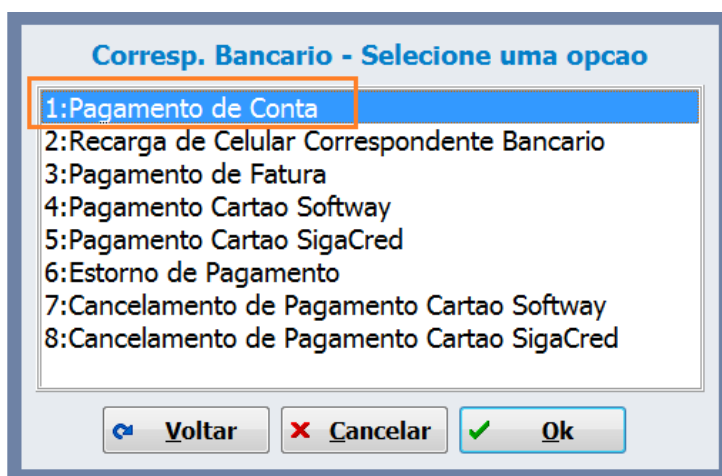 Corresp. Bancario - Selecione uma opcao
1:Pagamento de Conta
2:Recarga de Celular Correspondente Bancario
3:Pagamento de Fatura
4:Pagamento Cartao Softway
5:Pagamento Cartao SigaCred
6:Estorno de Pagamento
7:Cancelamento de Pagamento Cartao Softway
8:Cancelamento de Pagamento Cartao SigaCred
Voltar Cancelar Ok